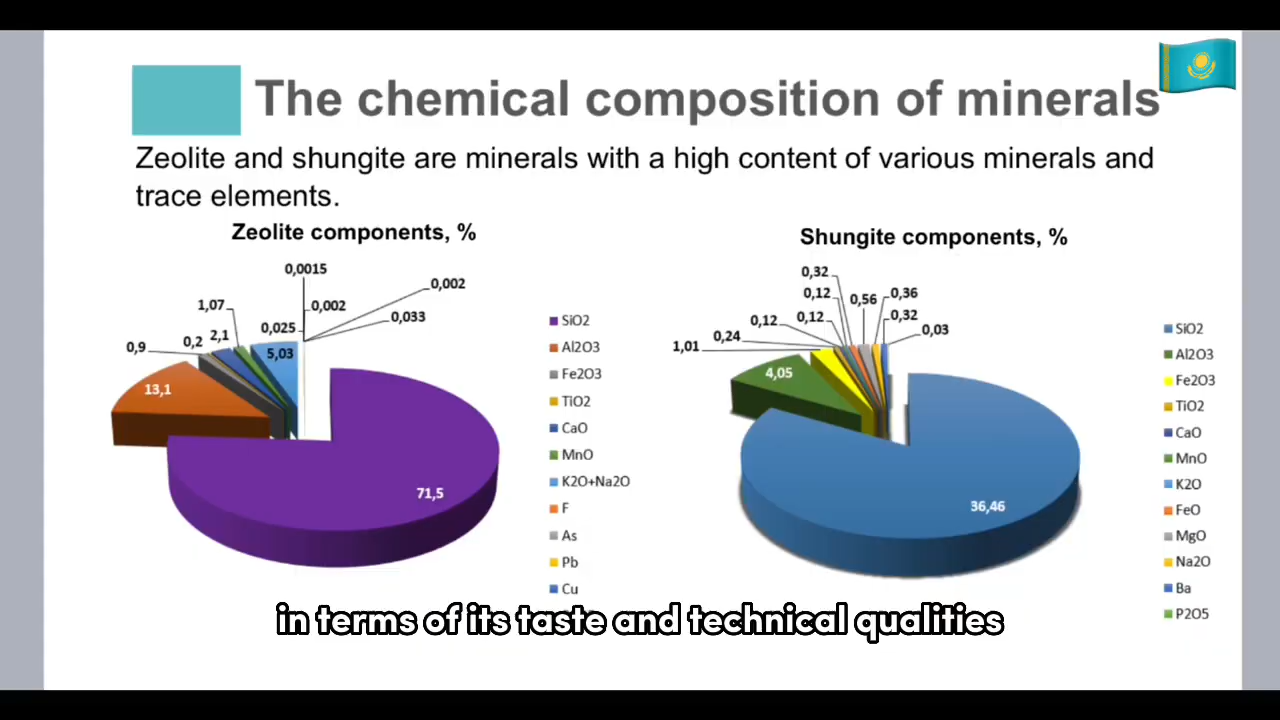 The chemical composition of minerals
Zeolite and shungite are minerals with a high content of various minerals and
trace elements.
Zeolite components, %
0,0015
0,002
0,002
1,07
0,033
0,025
2,1
0,2
0,9
5,03
13,1
71,5
SiO2
Al2O3
Fe2O3
TiO2
CaO
MnO
K2O+Na2O
F
As
Pb
Cu
Shungite components, %
0,32
0,12
0,56
0,36
0,12
0,12
0,32
0,24
0,03
1,01
4,05
36,46
SiO2
Al2O3
Fe2O3
TiO2
CaO
MnO
K2O
FeO
MgO
Na2O
Ba
P2O5
in terms of its taste and technical qualities